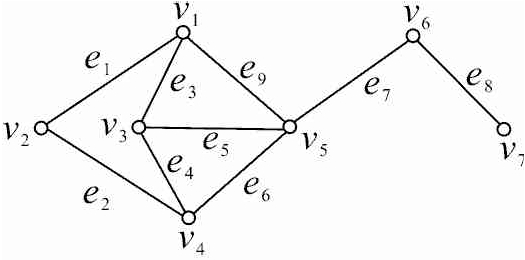 v₁
v₆
e₁
e₉
e₈
e₃
e₇
v₂
v₃
e₅
v₅
v₇
e₄
e₂
e₆
v₄